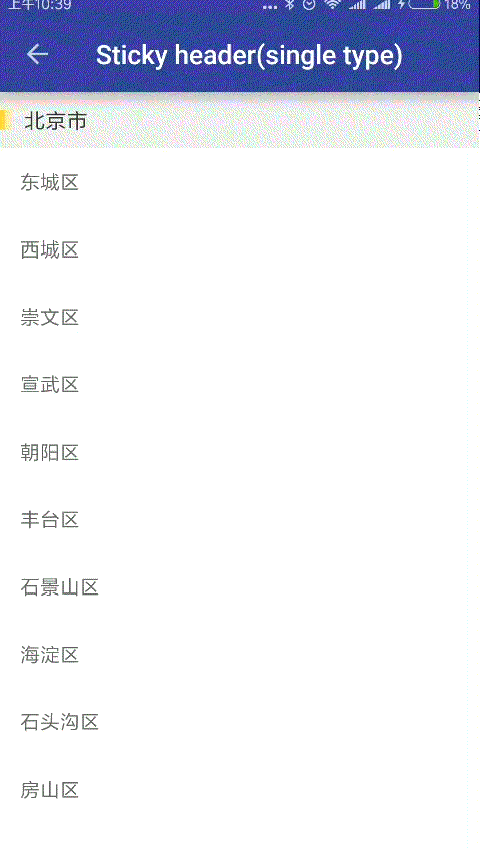 上午10:39
18%
Sticky header(single type)
北京市
东城区
西城区
崇文区
宣武区
朝阳区
丰台区
石景山区
海淀区
石头沟区
房山区